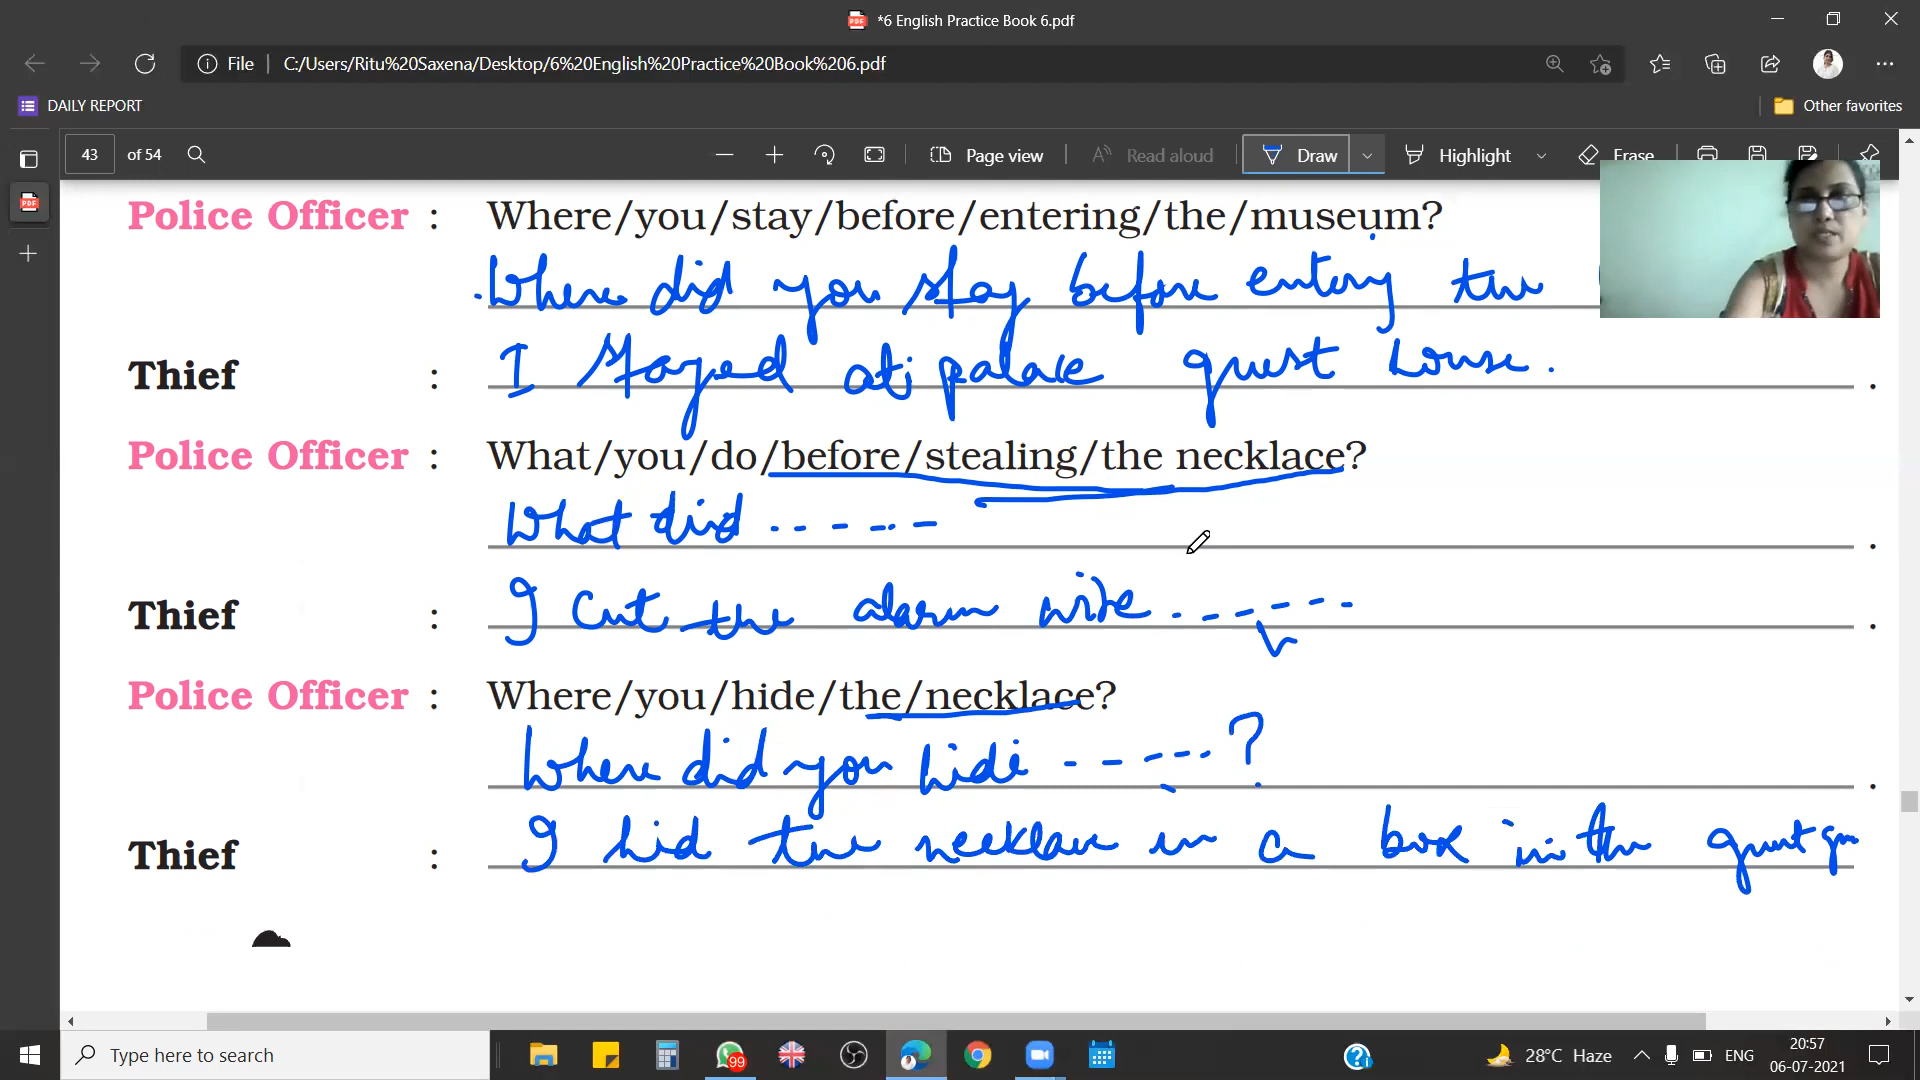 *6 English Practice Book 6.pdf
File C:/Users/Ritu%20Saxena/Desktop/6%20English%20Practice%20Book%206.pdf
DAILY REPORT Other favorites
43 of 54 Page view Read aloud Draw Highlight Erase
Police Officer : Where/you/stay/before/entering/the/museum?
Where did you stay before entering the
Thief : I stayed at palace guest house. .
Police Officer : What/you/do/before/stealing/the necklace?
What did ------ .
Thief : I cut the alarm wire ------ .
Police Officer : Where/you/hide/the/necklace?
Where did you hide ------? .
Thief : I hid the necklace in a box in the guest
Type here to search 99 28°C Haze ENG 20:57
06-07-2021